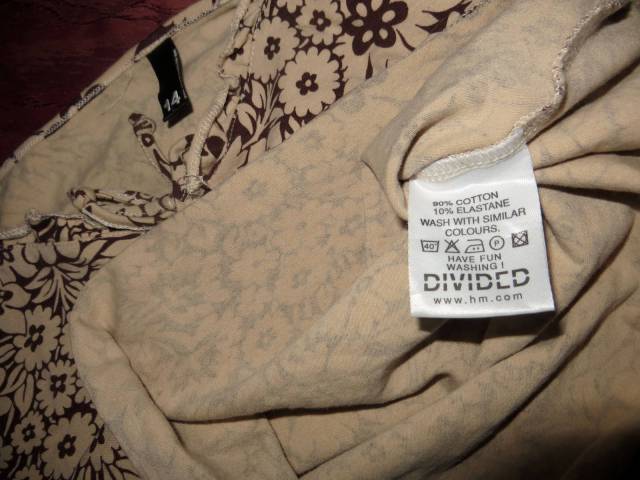 14
90% COTTON
10% ELASTANE
WASH WITH SIMILAR
COLOURS.
40° P
HAVE FUN
WASHING !
DIVIDED
www.hm.com